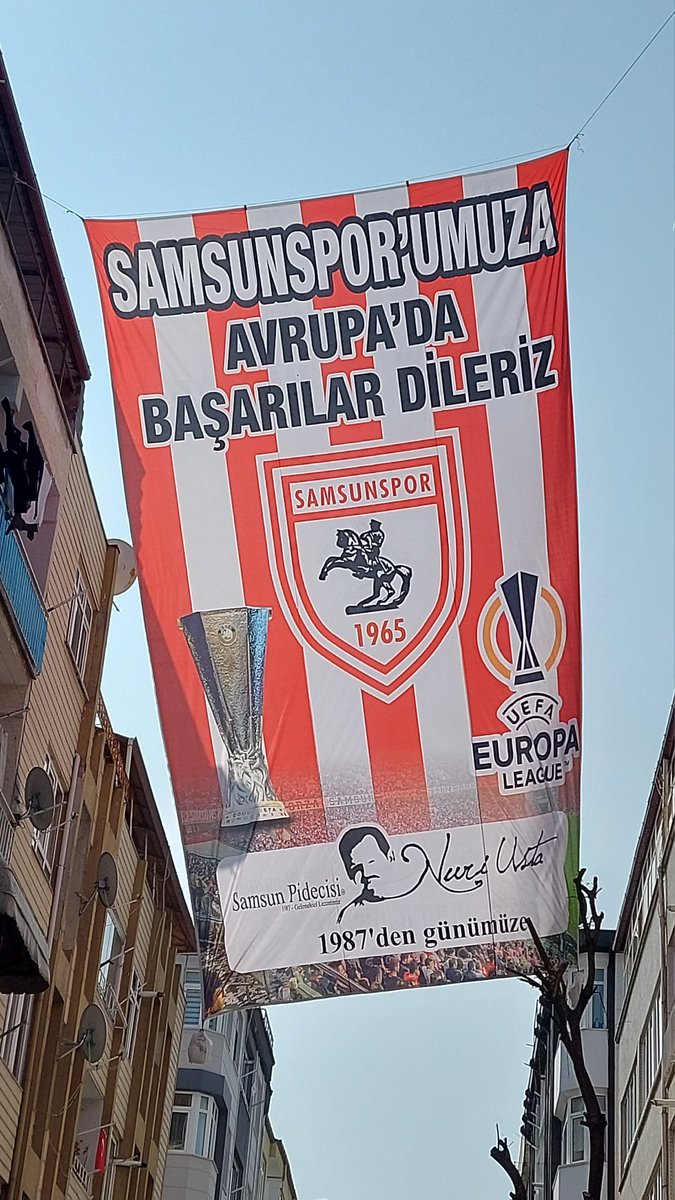 SAMSUNSPOR'UMUZA
AVRUPA'DA
BAŞARILAR DİLERİZ
SAMSUNSPOR
1965
UEFA
EUROPA
LEAGUE
Samsun Pidecisi
Nuri Usta
1987'den günümüze